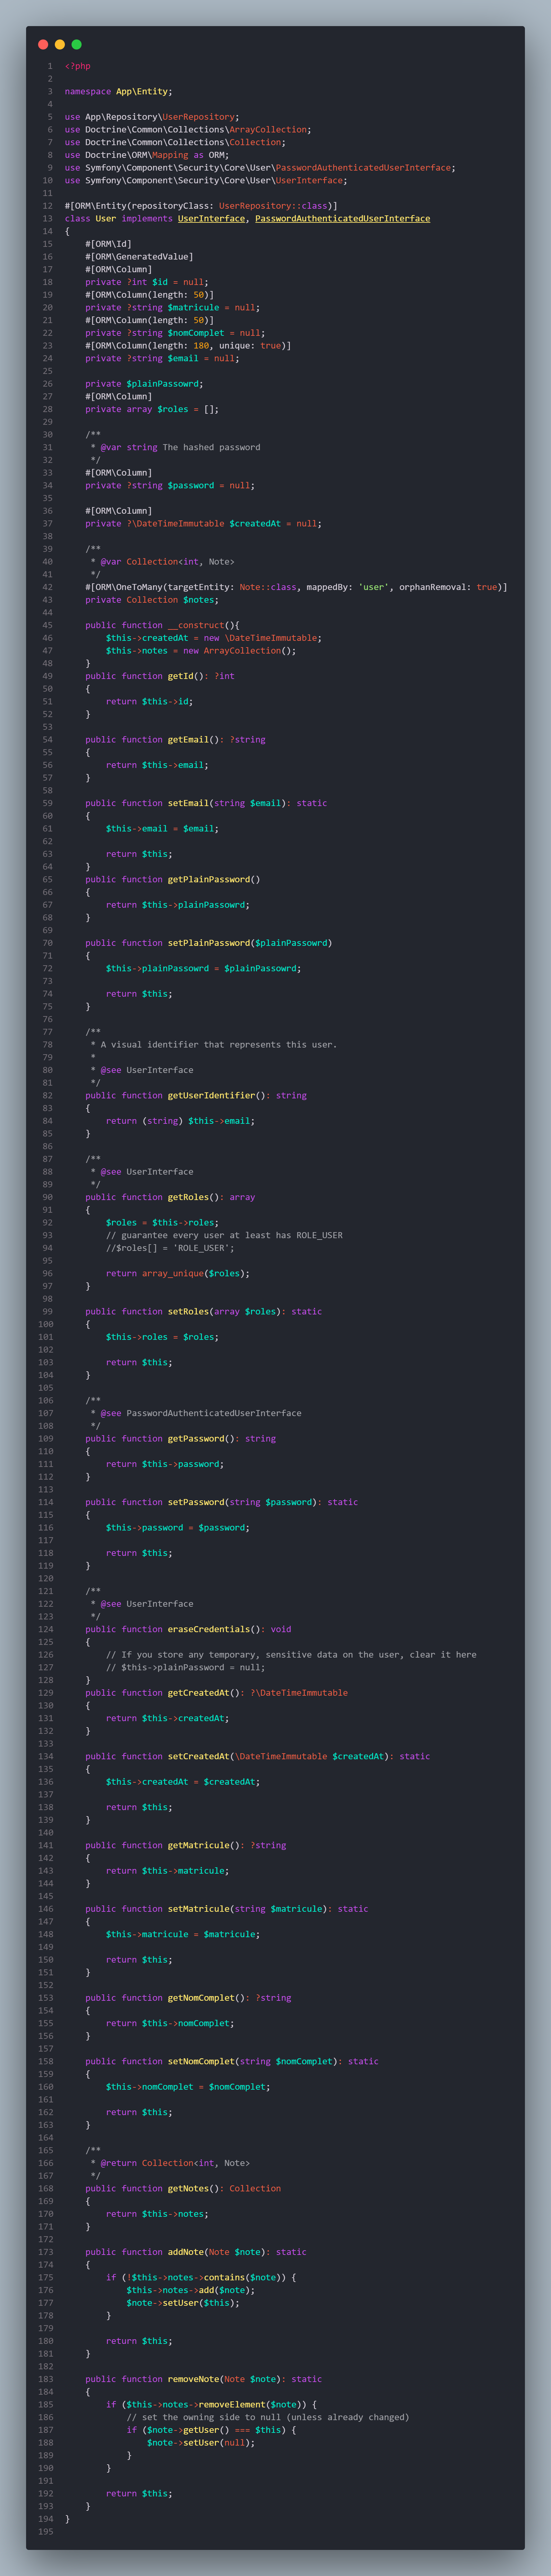 1 <?php
2
3 namespace App\Entity;
4
5 use App\Repository\UserRepository;
6 use Doctrine\Common\Collections\ArrayCollection;
7 use Doctrine\Common\Collections\Collection;
8 use Doctrine\ORM\Mapping as ORM;
9 use Symfony\Component\Security\Core\User\PasswordAuthenticatedUserInterface;
10 use Symfony\Component\Security\Core\User\UserInterface;
11
12 #[ORM\Entity(repositoryClass: UserRepository::class)]
13 class User implements UserInterface, PasswordAuthenticatedUserInterface
14 {
15     #[ORM\Id]
16     #[ORM\GeneratedValue]
17     #[ORM\Column]
18     private ?int $id = null;
19     #[ORM\Column(length: 50)]
20     private ?string $matricule = null;
21     #[ORM\Column(length: 50)]
22     private ?string $nomComplet = null;
23     #[ORM\Column(length: 180, unique: true)]
24     private ?string $email = null;
25
26     private $plainPassowrd;
27     #[ORM\Column]
28     private array $roles = [];
29
30     /**
31      * @var string The hashed password
32      */
33     #[ORM\Column]
34     private ?string $password = null;
35
36     #[ORM\Column]
37     private ?\DateTimeImmutable $createdAt = null;
38
39     /**
40      * @var Collection<int, Note>
41      */
42     #[ORM\OneToMany(targetEntity: Note::class, mappedBy: 'user', orphanRemoval: true)]
43     private Collection $notes;
44
45     public function __construct(){
46         $this->createdAt = new \DateTimeImmutable;
47         $this->notes = new ArrayCollection();
48     }
49     public function getId(): ?int
50     {
51         return $this->id;
52     }
53
54     public function getEmail(): ?string
55     {
56         return $this->email;
57     }
58
59     public function setEmail(string $email): static
60     {
61         $this->email = $email;
62
63         return $this;
64     }
65     public function getPlainPassword()
66     {
67         return $this->plainPassowrd;
68     }
69
70     public function setPlainPassword($plainPassowrd)
71     {
72         $this->plainPassowrd = $plainPassowrd;
73
74         return $this;
75     }
76
77     /**
78      * A visual identifier that represents this user.
79      *
80      * @see UserInterface
81      */
82     public function getUserIdentifier(): string
83     {
84         return (string) $this->email;
85     }
86
87     /**
88      * @see UserInterface
89      */
90     public function getRoles(): array
91     {
92         $roles = $this->roles;
93         // guarantee every user at least has ROLE_USER
94         //$roles[] = 'ROLE_USER';
95
96         return array_unique($roles);
97     }
98
99     public function setRoles(array $roles): static
100     {
101         $this->roles = $roles;
102
103         return $this;
104     }
105
106     /**
107      * @see PasswordAuthenticatedUserInterface
108      */
109     public function getPassword(): string
110     {
111         return $this->password;
112     }
113
114     public function setPassword(string $password): static
115     {
116         $this->password = $password;
117
118         return $this;
119     }
120
121     /**
122      * @see UserInterface
123      */
124     public function eraseCredentials(): void
125     {
126         // If you store any temporary, sensitive data on the user, clear it here
127         // $this->plainPassword = null;
128     }
129     public function getCreatedAt(): ?\DateTimeImmutable
130     {
131         return $this->createdAt;
132     }
133
134     public function setCreatedAt(\DateTimeImmutable $createdAt): static
135     {
136         $this->createdAt = $createdAt;
137
138         return $this;
139     }
140
141     public function getMatricule(): ?string
142     {
143         return $this->matricule;
144     }
145
146     public function setMatricule(string $matricule): static
147     {
148         $this->matricule = $matricule;
149
150         return $this;
151     }
152
153     public function getNomComplet(): ?string
154     {
155         return $this->nomComplet;
156     }
157
158     public function setNomComplet(string $nomComplet): static
159     {
160         $this->nomComplet = $nomComplet;
161
162         return $this;
163     }
164
165     /**
166      * @return Collection<int, Note>
167      */
168     public function getNotes(): Collection
169     {
170         return $this->notes;
171     }
172
173     public function addNote(Note $note): static
174     {
175         if (!$this->notes->contains($note)) {
176             $this->notes->add($note);
177             $note->setUser($this);
178         }
179
180         return $this;
181     }
182
183     public function removeNote(Note $note): static
184     {
185         if ($this->notes->removeElement($note)) {
186             // set the owning side to null (unless already changed)
187             if ($note->getUser() === $this) {
188                 $note->setUser(null);
189             }
190         }
191
192         return $this;
193     }
194 }
195